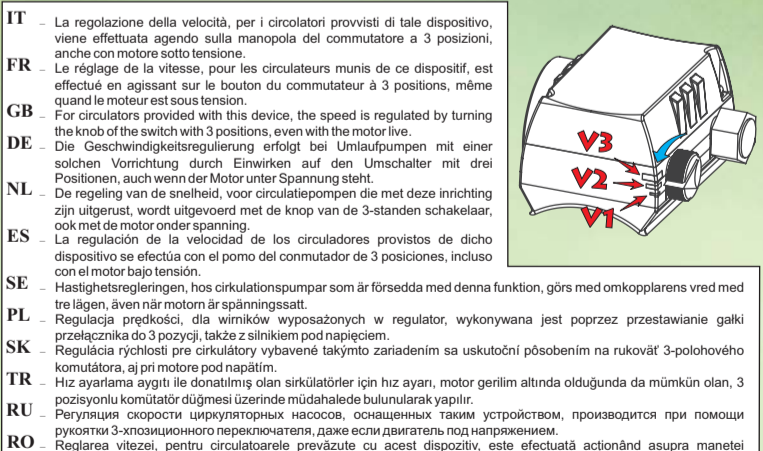 IT – La regolazione della velocità, per i circolatori provvisti di tale dispositivo,
viene effettuata agendo sulla manopola del commutatore a 3 posizioni,
anche con motore sotto tensione.
FR – Le réglage de la vitesse, pour les circulateurs munis de ce dispositif, est
effectué en agissant sur le bouton du commutateur à 3 positions, même
quand le moteur est sous tension.
GB – For circulators provided with this device, the speed is regulated by turning
the knob of the switch with 3 positions, even with the motor live.
DE – Die Geschwindigkeitsregulierung erfolgt bei Umlaufpumpen mit einer
solchen Vorrichtung durch Einwirken auf den Umschalter mit drei
Positionen, auch wenn der Motor unter Spannung steht.
NL – De regeling van de snelheid, voor circulatiepompen die met deze inrichting
zijn uitgerust, wordt uitgevoerd met de knop van de 3-standen schakelaar,
ook met de motor onder spanning.
ES – La regulación de la velocidad de los circuladores provistos de dicho
dispositivo se efectúa con el pomo del conmutador de 3 posiciones, incluso
con el motor bajo tensión.
V3
V2
V1
SE – Hastighetsregleringen, hos cirkulationspumpar som är försedda med denna funktion, görs med omkopplarens vred med
tre lägen, även när motorn är spänningssatt.
PL – Regulacja prędkości, dla wirników wyposażonych w regulator, wykonywana jest poprzez przestawianie gałki
przełącznika do 3 pozycji, także z silnikiem pod napięciem.
SK – Regulácia rýchlosti pre cirkulátory vybavené takýmto zariadením sa uskutoční pôsobením na rukoväť 3-polohového
komutátora, aj pri motore pod napätím.
TR – Hız ayarlama aygıtı ile donatılmış olan sirkülatörler için hız ayarı, motor gerilim altında olduğunda da mümkün olan, 3
pozisyonlu komütatör düğmesi üzerinde müdahalede bulunularak yapılır.
RU – Регуляция скорости циркуляторных насосов, оснащенных таким устройством, производится при помощи
рукоятки 3-хпозиционного переключателя, даже если двигатель под напряжением.
RO – Reglarea vitezei, pentru circulatoarele prevăzute cu acest dispozitiv, este efectuată acţionând asupra manetei